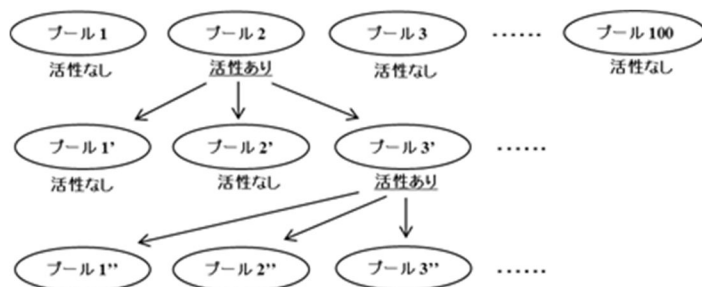 プール 1 プール 2 プール 3 ・・・・・・ プール 100
活性なし 活性あり 活性なし 活性なし
プール 1' プール 2' プール 3' ・・・・・・
活性なし 活性なし 活性あり
プール 1'' プール 2'' プール 3'' ・・・・・・